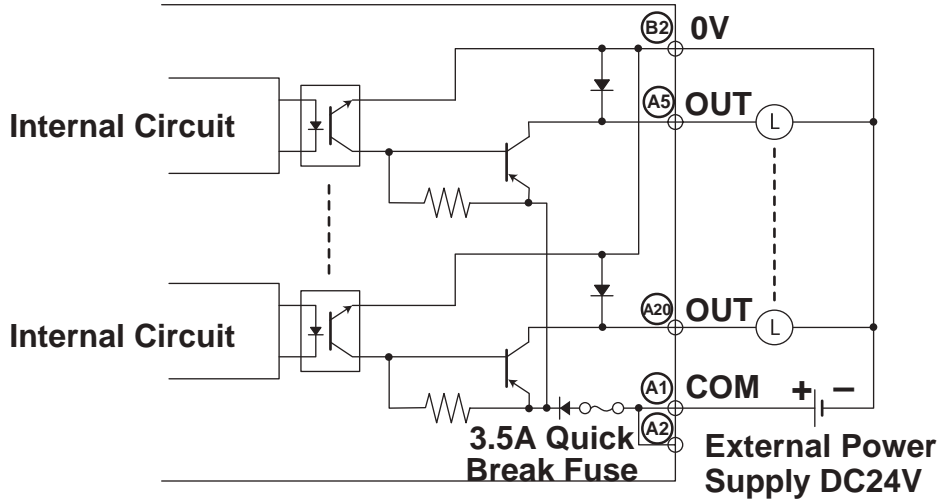 B2 0V
A5 OUT
Internal Circuit
L
A20 OUT
Internal Circuit
L
A1 COM
+ −
A2
3.5A Quick
Break Fuse
External Power
Supply DC24V